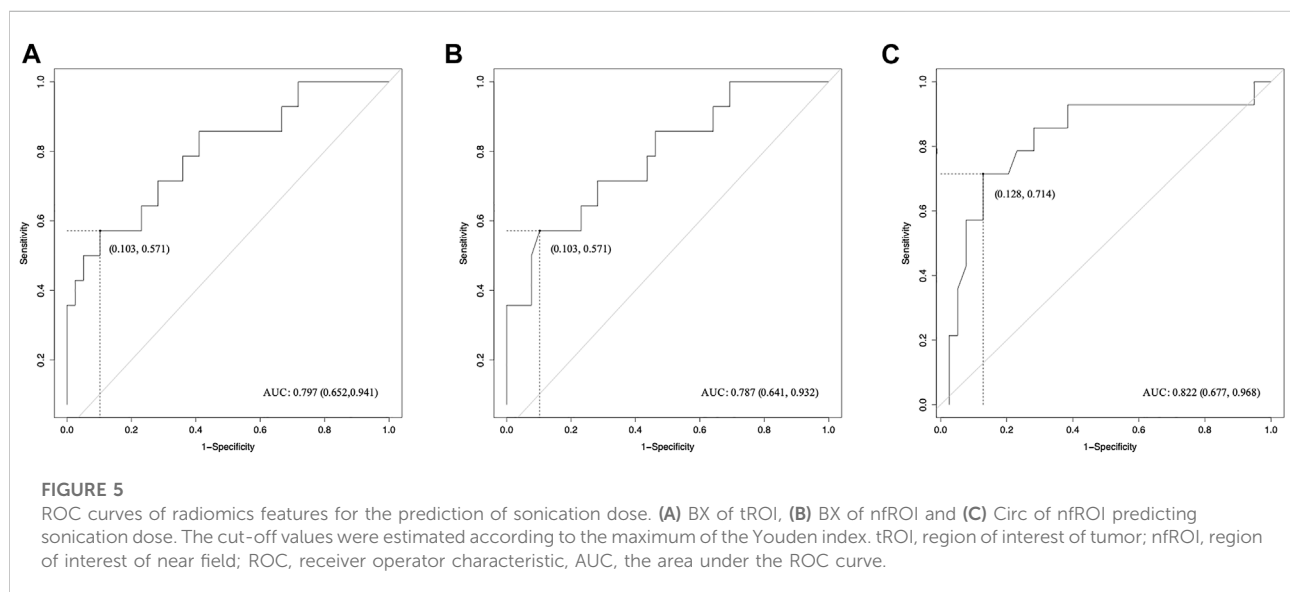 A
B
C
1.0
0.8
0.6
0.4
0.2
Sensitivity
(0.103, 0.571)
AUC: 0.797 (0.652,0.941)
0.0 0.2 0.4 0.6 0.8 1.0
1−Specificity
1.0
0.8
0.6
0.4
0.2
Sensitivity
(0.103, 0.571)
AUC: 0.787 (0.641, 0.932)
0.0 0.2 0.4 0.6 0.8 1.0
1−Specificity
1.0
0.8
0.6
0.4
0.2
0.0
Sensitivity
(0.128, 0.714)
AUC: 0.822 (0.677, 0.968)
0.0 0.2 0.4 0.6 0.8 1.0
1−Specificity
FIGURE 5
ROC curves of radiomics features for the prediction of sonication dose. (A) BX of tROI, (B) BX of nfROI and (C) Circ of nfROI predicting
sonication dose. The cut-off values were estimated according to the maximum of the Youden index. tROI, region of interest of tumor; nfROI, region
of interest of near field; ROC, receiver operator characteristic, AUC, the area under the ROC curve.